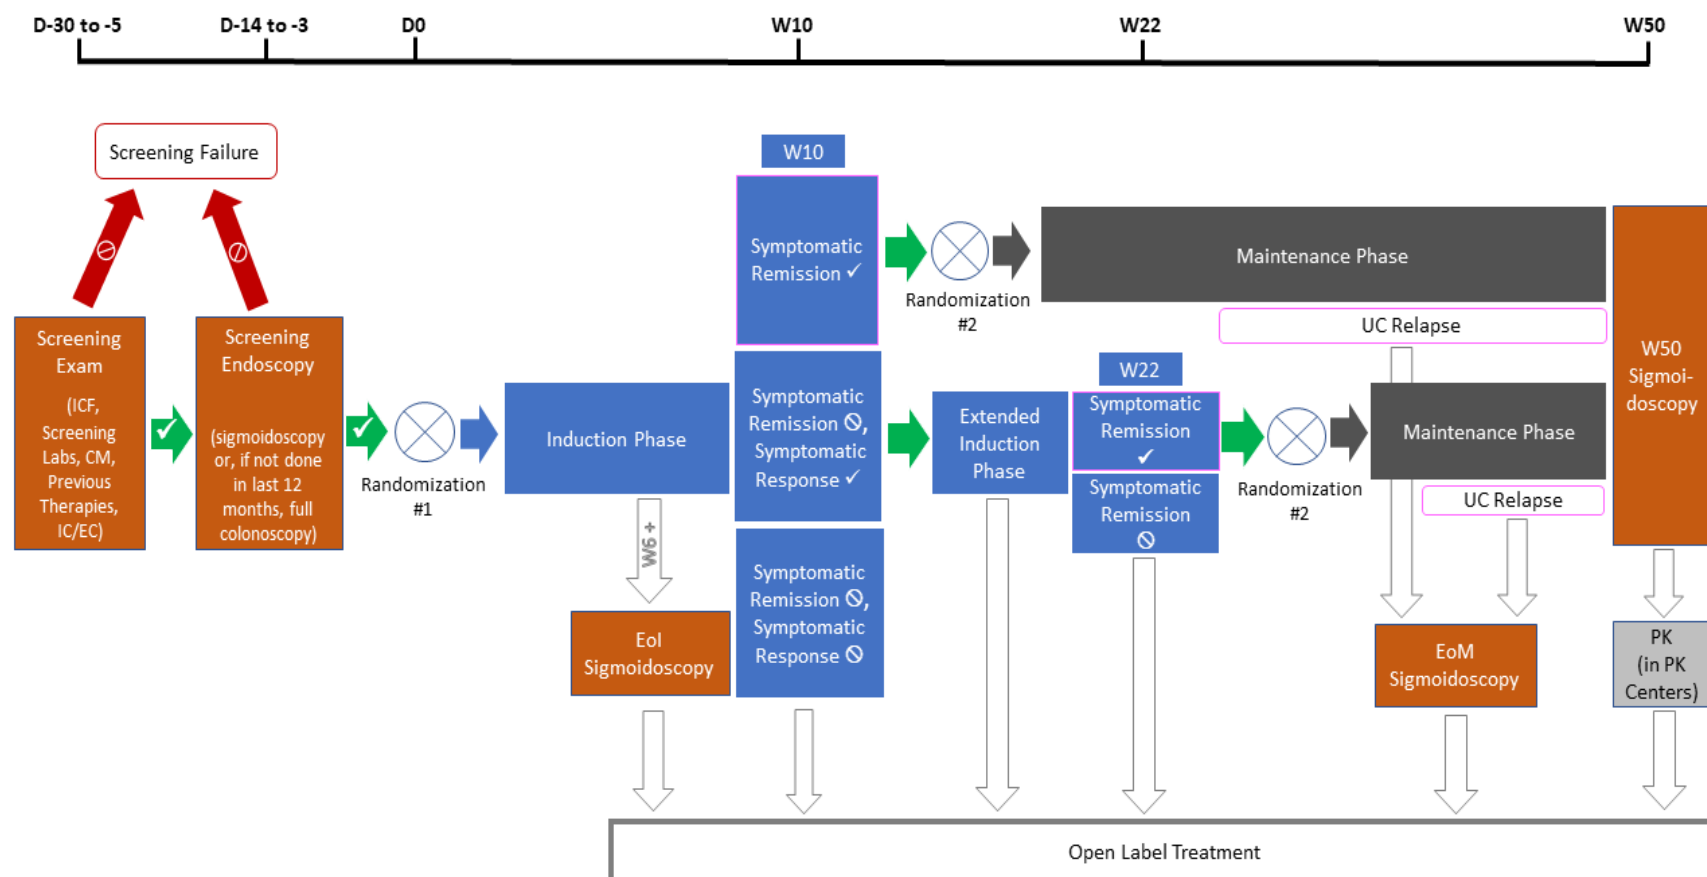 D-30 to -5
D-14 to -3
D0
W10
W22
W50
Screening Failure
Screening
Exam
(ICF,
Screening
Labs, CM,
Previous
Therapies,
IC/EC)
Screening
Endoscopy
(sigmoidoscopy
or, if not done
in last 12
months, full
colonoscopy)
Randomization
#1
Induction Phase
W6 +
EoI
Sigmoidoscopy
W10
Symptomatic
Remission ✓
Symptomatic
Remission 🛇,
Symptomatic
Response ✓
Symptomatic
Remission 🛇,
Symptomatic
Response 🛇
Randomization
#2
Maintenance Phase
UC Relapse
Extended
Induction
Phase
W22
Symptomatic
Remission
✓
Symptomatic
Remission
🛇
Randomization
#2
Maintenance Phase
UC Relapse
EoM
Sigmoidoscopy
W50
Sigmoi-
doscopy
PK
(in PK
Centers)
Open Label Treatment